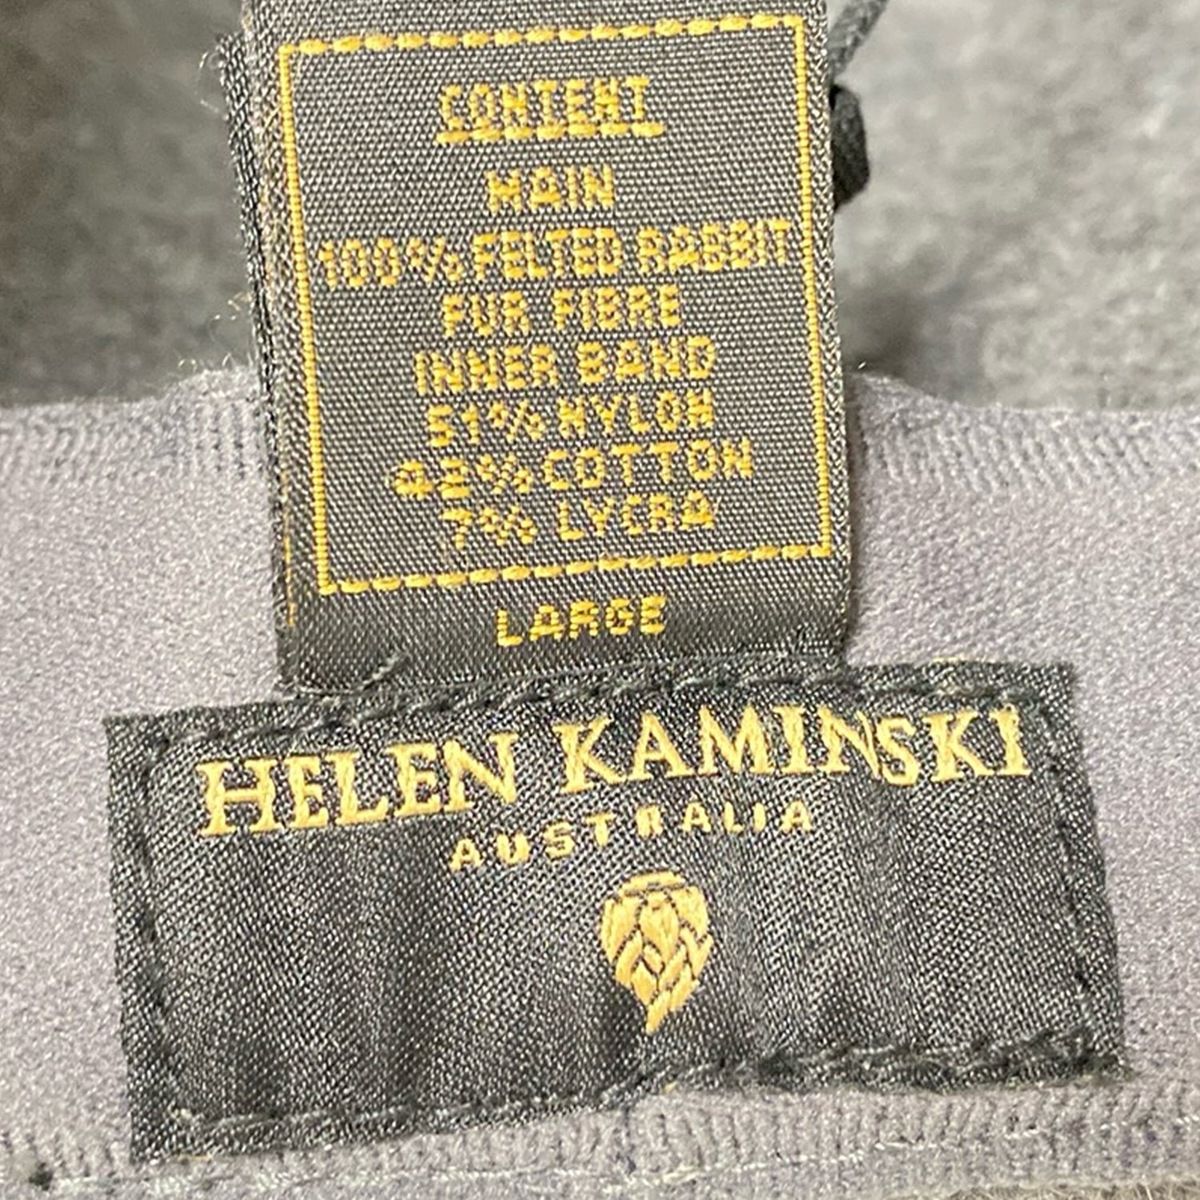 CONTENT
MAIN
100% FELTED RABBIT
FUR FIBRE
INNER BAND
51% NYLON
42% COTTON
7% LYCRA
LARGE
HELEN KAMINSKI
AUSTRALIA